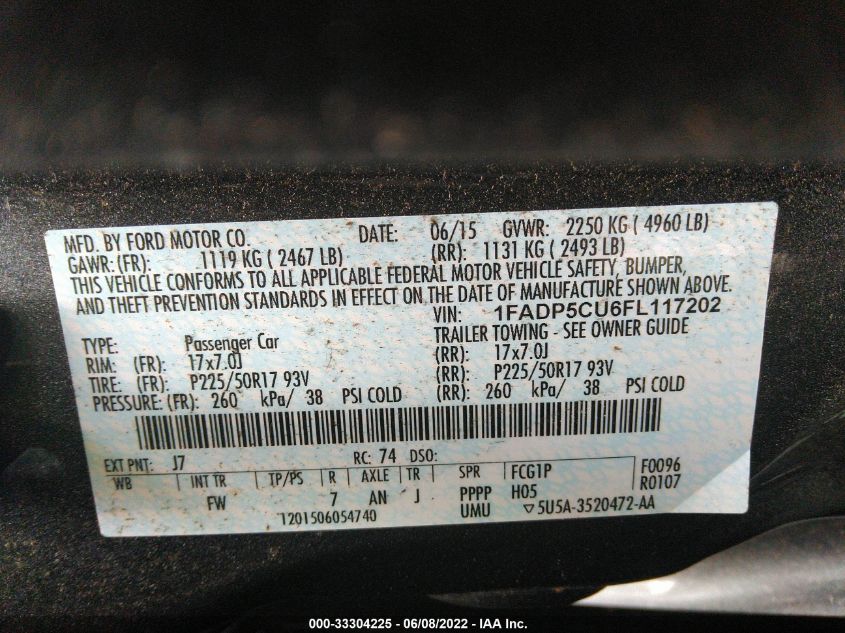 MFD. BY FORD MOTOR CO. DATE: 06/15 GVWR: 2250 KG ( 4960 LB)
GAWR: (FR): 1119 KG ( 2467 LB) (RR): 1131 KG ( 2493 LB)
THIS VEHICLE CONFORMS TO ALL APPLICABLE FEDERAL MOTOR VEHICLE SAFETY, BUMPER,
AND THEFT PREVENTION STANDARDS IN EFFECT ON THE DATE OF MANUFACTURE SHOWN ABOVE.
VIN: 1FADP5CU6FL117202
TYPE: Passenger Car TRAILER TOWING - SEE OWNER GUIDE
RIM: (FR): 17x7.0J (RR): 17x7.0J
TIRE: (FR): P225/50R17 93V (RR): P225/50R17 93V
PRESSURE: (FR): 260 kPa/ 38 PSI COLD (RR): 260 kPa/ 38 PSI COLD
EXT PNT: J7 RC: 74 DSO:
WB INT TR TP/PS R AXLE TR SPR FCG1P F0096
FW 7 AN J PPPP H05 R0107
1201506054740 UMU ▽5U5A-3520472-AA
000-33304225 - 06/08/2022 - IAA Inc.